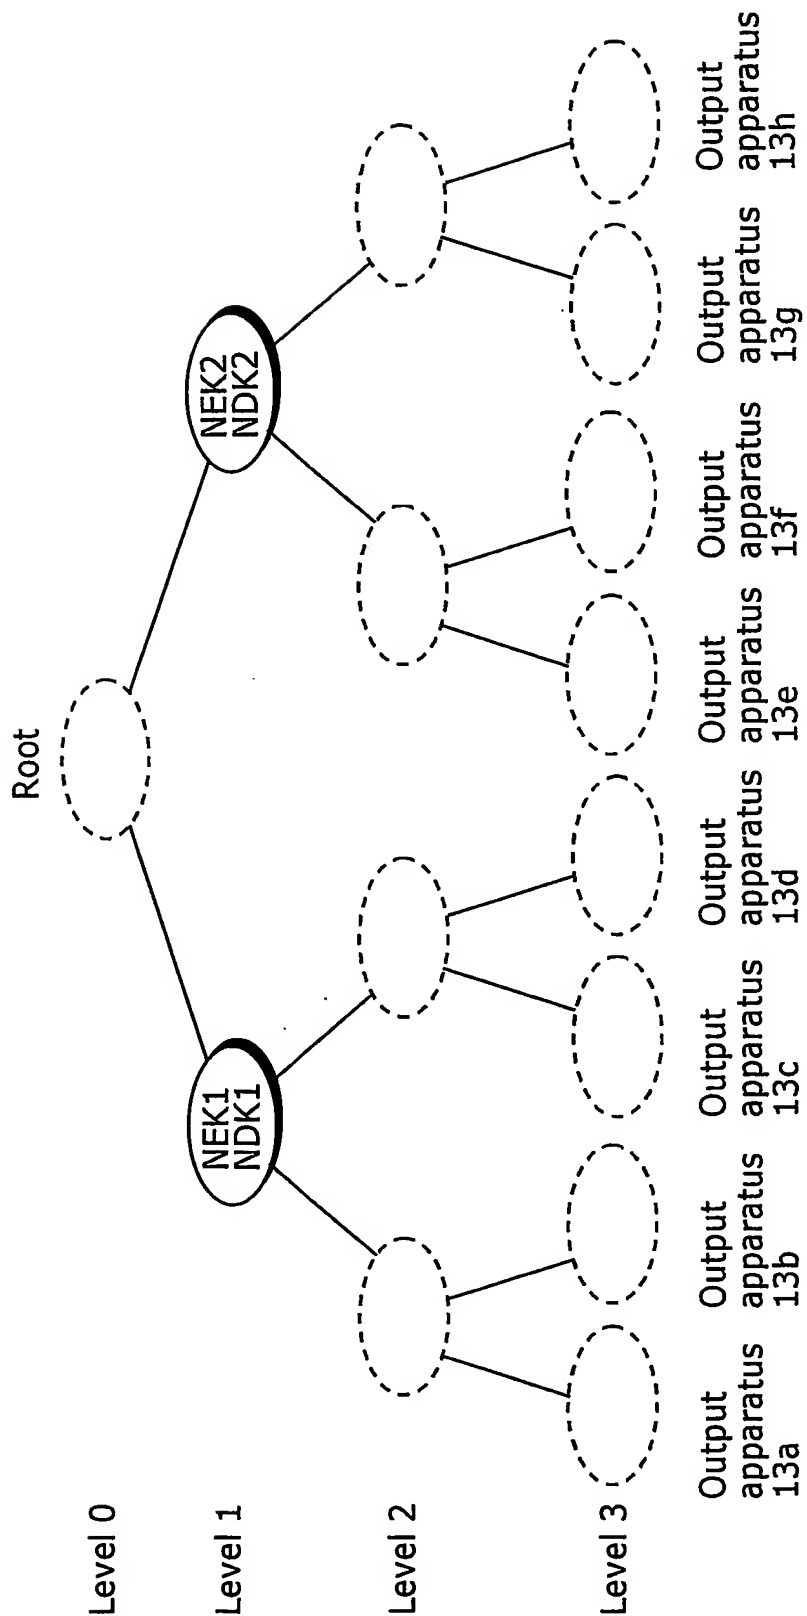 Root
Level 0
Level 1
NEK1
NDK1
NEK2
NDK2
Level 2
Level 3
Output
apparatus
13a
Output
apparatus
13b
Output
apparatus
13c
Output
apparatus
13d
Output
apparatus
13e
Output
apparatus
13f
Output
apparatus
13g
Output
apparatus
13h